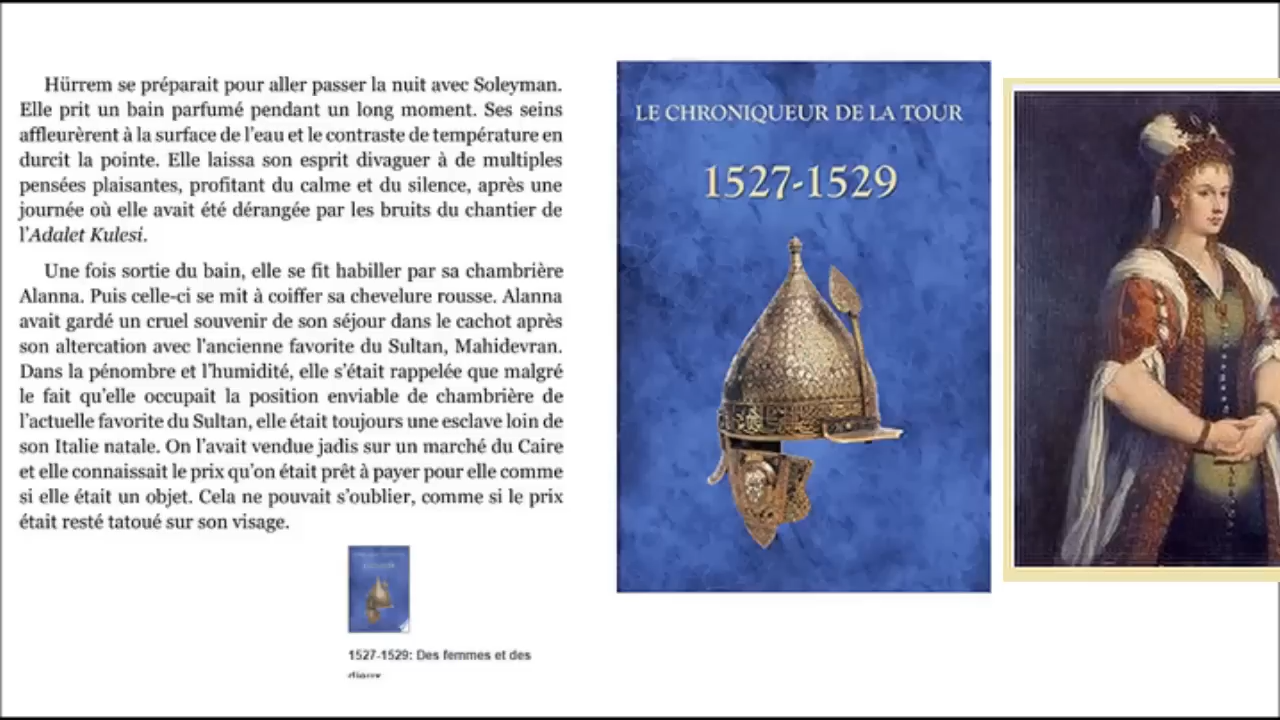 Hürrem se préparait pour aller passer la nuit avec Soleyman.
Elle prit un bain parfumé pendant un long moment. Ses seins
affleurèrent à la surface de l'eau et le contraste de température en
durcit la pointe. Elle laissa son esprit divaguer à de multiples
pensées plaisantes, profitant du calme et du silence, après une
journée où elle avait été dérangée par les bruits du chantier de
l'Adalet Kulesi.
Une fois sortie du bain, elle se fit habiller par sa chambrière
Alanna. Puis celle-ci se mit à coiffer sa chevelure rousse. Alanna
avait gardé un cruel souvenir de son séjour dans le cachot après
son altercation avec l'ancienne favorite du Sultan, Mahidevran.
Dans la pénombre et l'humidité, elle s'était rappelée que malgré
le fait qu'elle occupait la position enviable de chambrière de
l'actuelle favorite du Sultan, elle était toujours une esclave loin de
son Italie natale. On l'avait vendue jadis sur un marché du Caire
et elle connaissait le prix qu'on était prêt à payer pour elle comme
si elle était un objet. Cela ne pouvait s'oublier, comme si le prix
était resté tatoué sur son visage.
1527-1529: Des femmes et des
LE CHRONIQUEUR DE LA TOUR
1527-1529